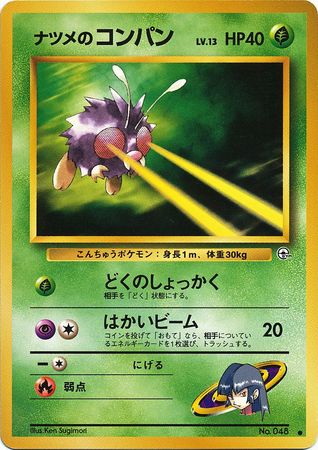 ナツメのコンパン LV.13 HP40
こんちゅうポケモン：身長1m、体重30kg
どくのしょっかく
相手を「どく」状態にする。
はかいビーム 20
コインを投げて「おもて」なら、相手についてい
るエネルギーカードを1枚選び、トラッシュする。
にげる
弱点
Illus.Ken Sugimori No.048